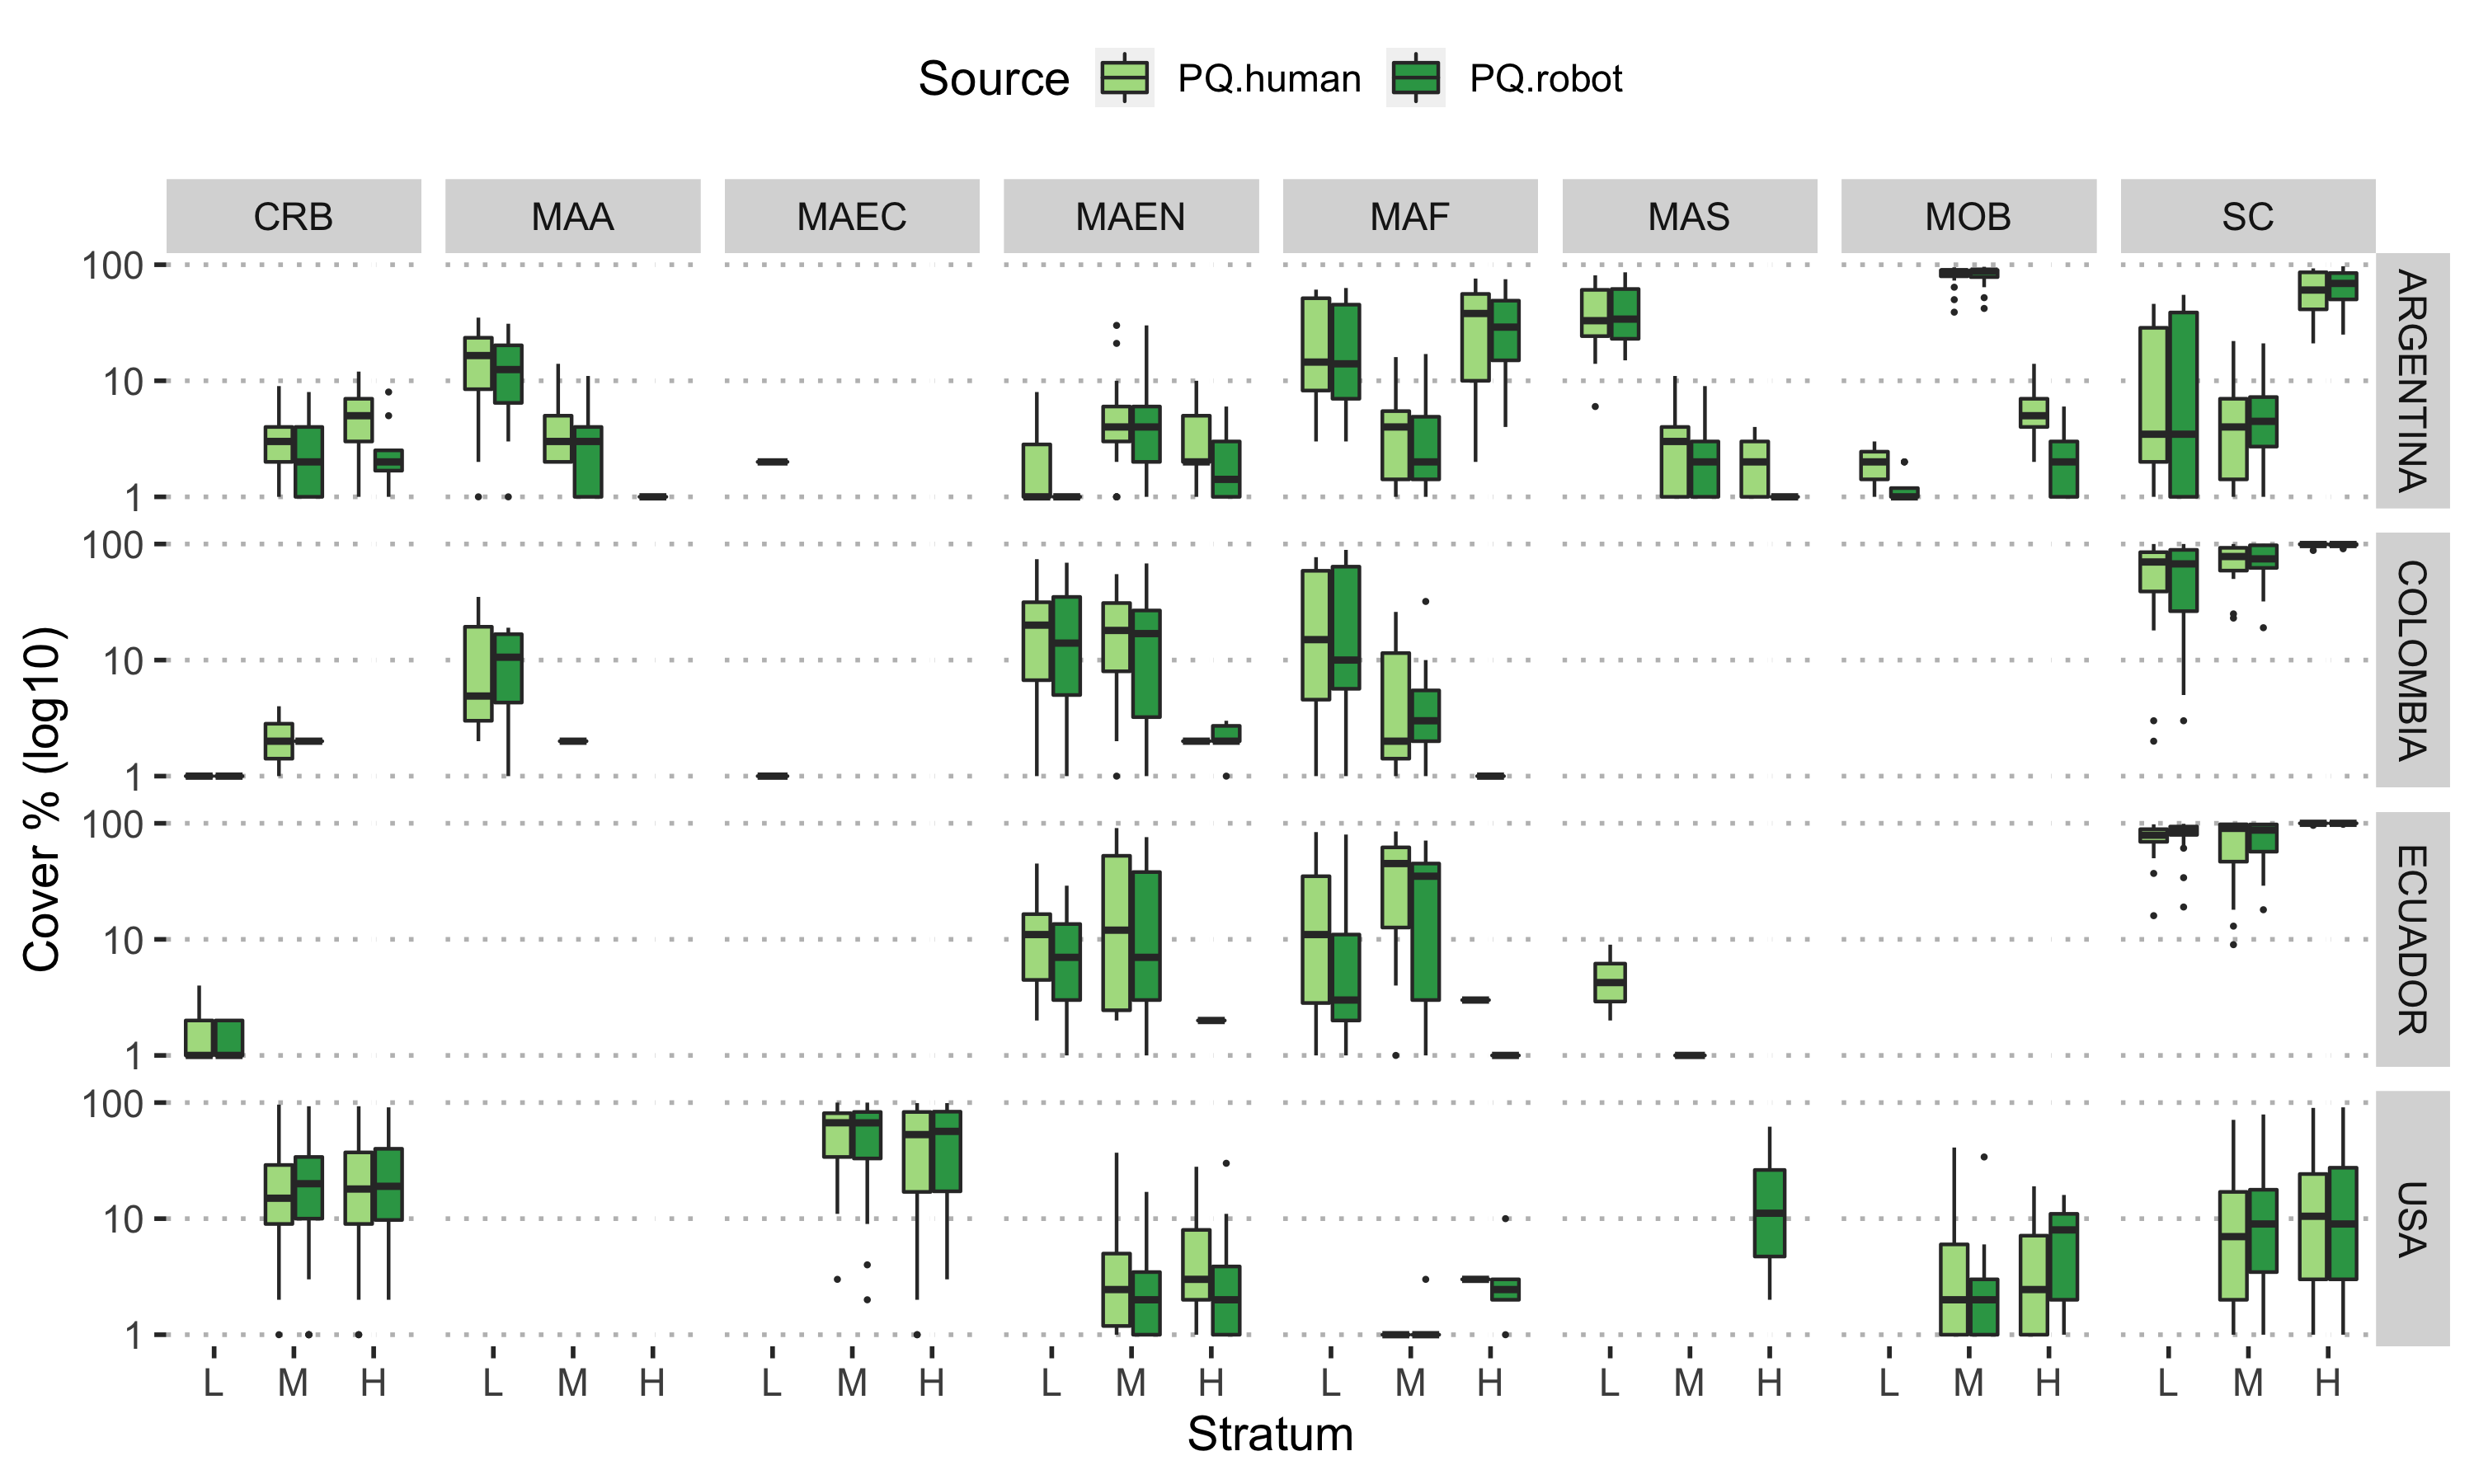 Source PQ.human PQ.robot
CRB MAA MAEC MAEN MAF MAS MOB SC
100
10
1
ARGENTINA
100
10
1
COLOMBIA
100
10
1
ECUADOR
100
10
1
USA
Cover % (log10)
L M H L M H L M H L M H L M H L M H L M H L M H
Stratum